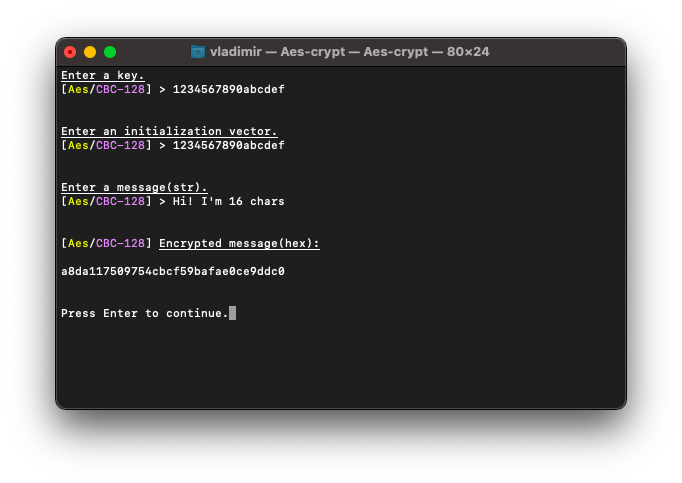 vladimir — Aes-crypt — Aes-crypt — 80×24
Enter a key.
[Aes/CBC-128] > 1234567890abcdef
Enter an initialization vector.
[Aes/CBC-128] > 1234567890abcdef
Enter a message(str).
[Aes/CBC-128] > Hi! I'm 16 chars
[Aes/CBC-128] Encrypted message(hex):
a8da117509754cbcf59bafae0ce9ddc0
Press Enter to continue.